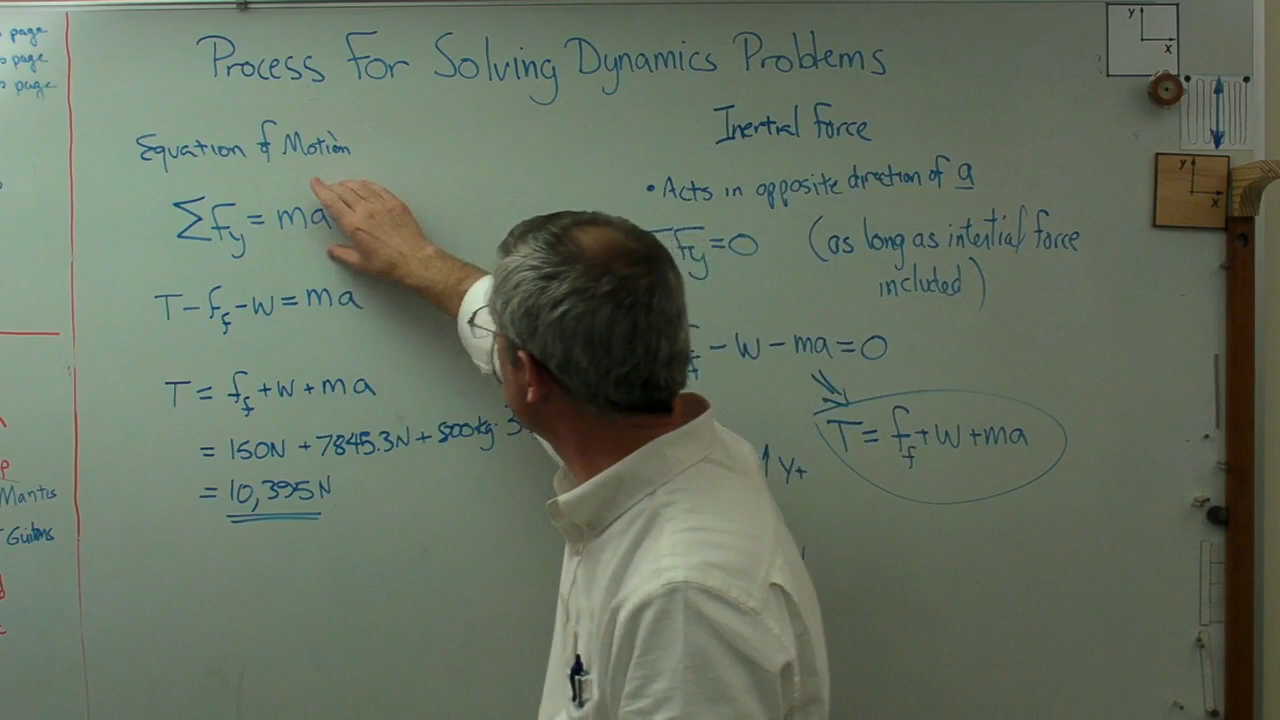 page
page
page
Mantis
Guitars
Process For Solving Dynamics Problems
Equation of Motion
ΣFy = ma
T - Ff - W = ma
T = Ff + W + ma
= 150N + 7845.3N + 800kg · 3
= 10,395N
Inertial Force
• Acts in opposite direction of a
Fy = 0 (as long as intertial force
included)
- W - ma = 0
T = Ff + W + ma
y+
y
x
y
x